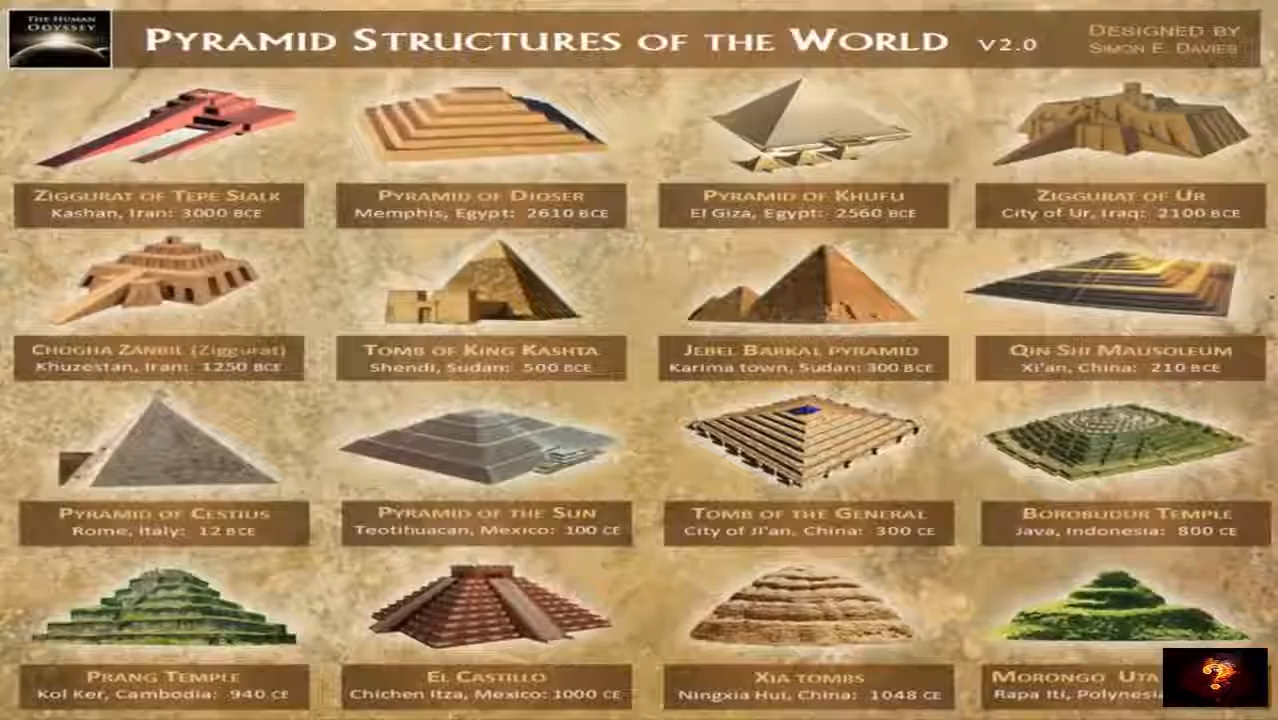 THE HUMAN
ODYSSEY
PYRAMID STRUCTURES OF THE WORLD V2.0
DESIGNED BY
SIMON E. DAVIES
ZIGGURAT OF TEPE SIALK
Kashan, Iran: 3000 BCE
PYRAMID OF DJOSER
Memphis, Egypt: 2610 BCE
PYRAMID OF KHUFU
El Giza, Egypt: 2560 BCE
ZIGGURAT OF UR
City of Ur, Iraq: 2100 BCE
CHOGHA ZANBIL (Ziggurat)
Khuzestan, Iran: 1250 BCE
TOMB OF KING KASHTA
Shendi, Sudan: 500 BCE
JEBEL BARKAL PYRAMID
Karima town, Sudan: 300 BCE
QIN SHI MAUSOLEUM
Xi'an, China: 210 BCE
PYRAMID OF CESTIUS
Rome, Italy: 12 BCE
PYRAMID OF THE SUN
Teotihuacan, Mexico: 100 CE
TOMB OF THE GENERAL
City of Ji'an, China: 300 CE
BOROBUDUR TEMPLE
Java, Indonesia: 800 CE
PRANG TEMPLE
Kol Ker, Cambodia: 940 CE
EL CASTILLO
Chichen Itza, Mexico: 1000 CE
XIA TOMBS
Ningxia Hui, China: 1048 CE
MORONGO UTA
Rapa Iti, Polynesia
?